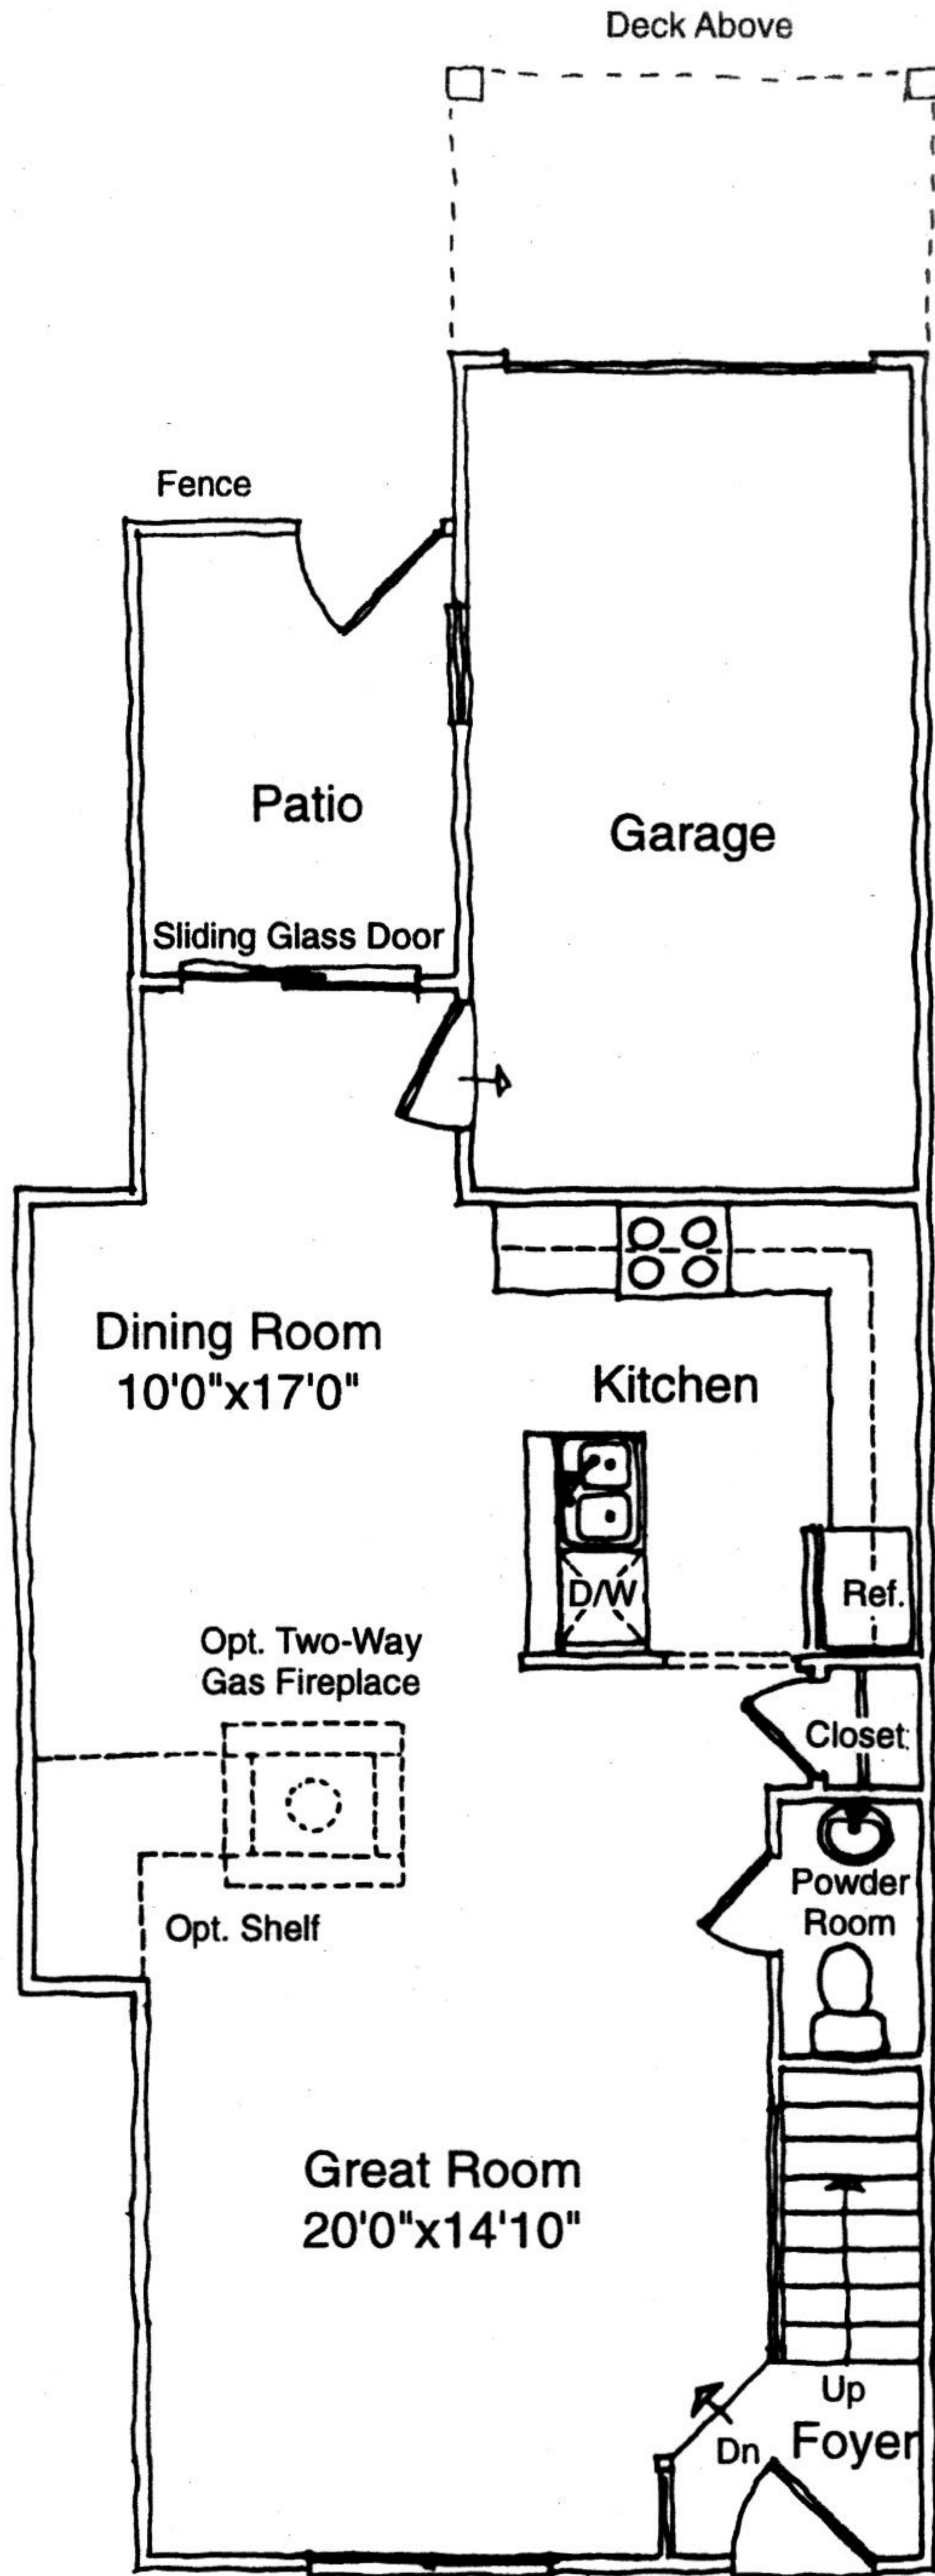 Deck Above
Fence
Patio
Garage
Sliding Glass Door
Dining Room
10'0"x17'0"
Kitchen
D/W
Ref.
Opt. Two-Way
Gas Fireplace
Closet
Powder
Room
Opt. Shelf
Great Room
20'0"x14'10"
Up
Dn
Foyer